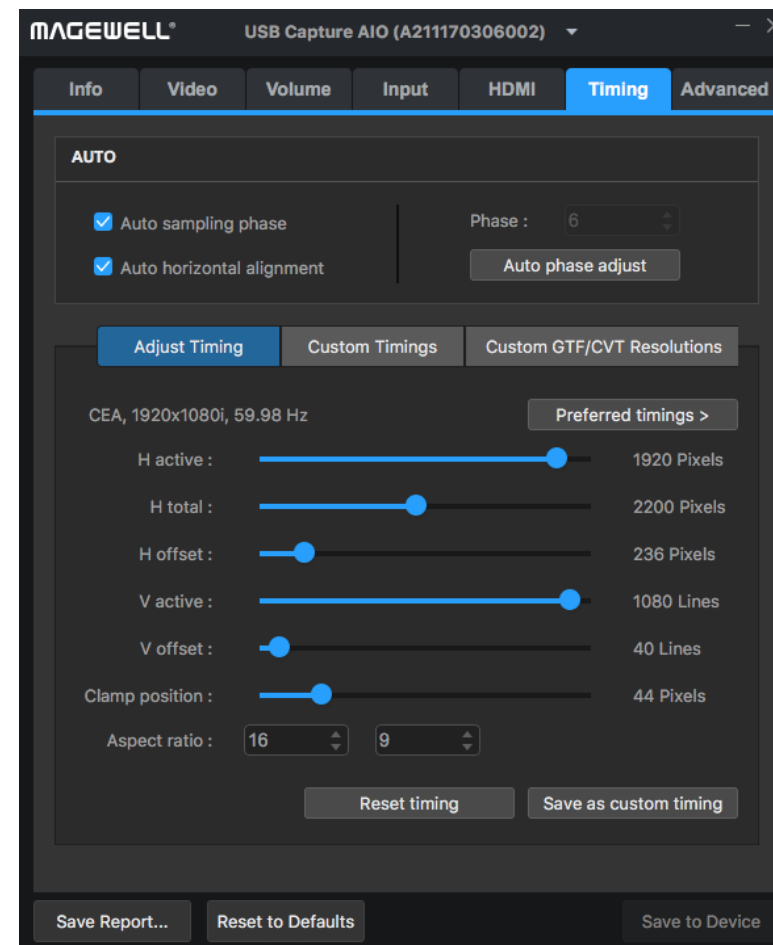 MAGEWELL® USB Capture AIO (A211170306002)
Info Video Volume Input HDMI Timing Advanced
AUTO
Auto sampling phase Phase : 6
Auto horizontal alignment Auto phase adjust
Adjust Timing Custom Timings Custom GTF/CVT Resolutions
CEA, 1920x1080i, 59.98 Hz Preferred timings >
H active : 1920 Pixels
H total : 2200 Pixels
H offset : 236 Pixels
V active : 1080 Lines
V offset : 40 Lines
Clamp position : 44 Pixels
Aspect ratio : 16 9
Reset timing Save as custom timing
Save Report... Reset to Defaults Save to Device